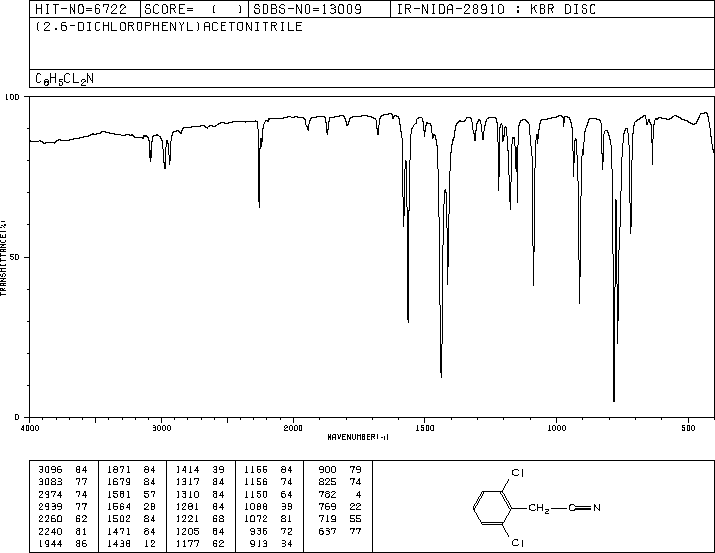 HIT-NO=6722 SCORE= ( ) SDBS-NO=13009 IR-NIDA-28910 : KBR DISC
(2,6-DICHLOROPHENYL)ACETONITRILE
C8H5CL2N
100
50
0
TRANSMITTANCE(%)
4000 3000 2000 1500 1000 500
WAVENUMBER(-1)
3096 84 1871 84 1414 39 1166 84 900 79
3083 77 1679 84 1317 84 1156 74 825 74
2974 74 1581 57 1310 84 1150 64 782 4
2939 77 1564 28 1281 84 1088 39 769 22
2260 62 1502 84 1221 68 1072 81 719 55
2240 81 1471 84 1205 84 936 72 637 77
1944 86 1438 12 1177 62 913 34
Cl
CH2 C N
Cl